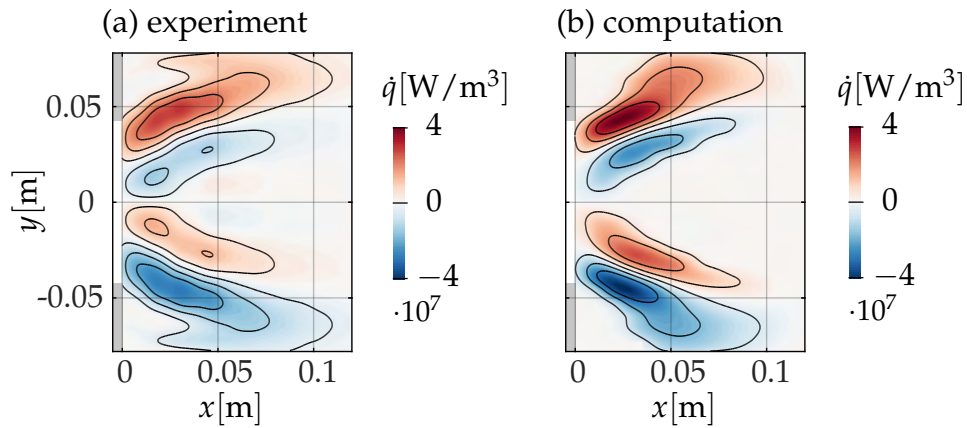 (a) experiment
(b) computation
q̇[W/m³]
4
0
−4
·10⁷
y[m]
0.05
0
-0.05
0
0.05
0.1
x[m]
q̇[W/m³]
4
0
−4
·10⁷
0
0.05
0.1
x[m]